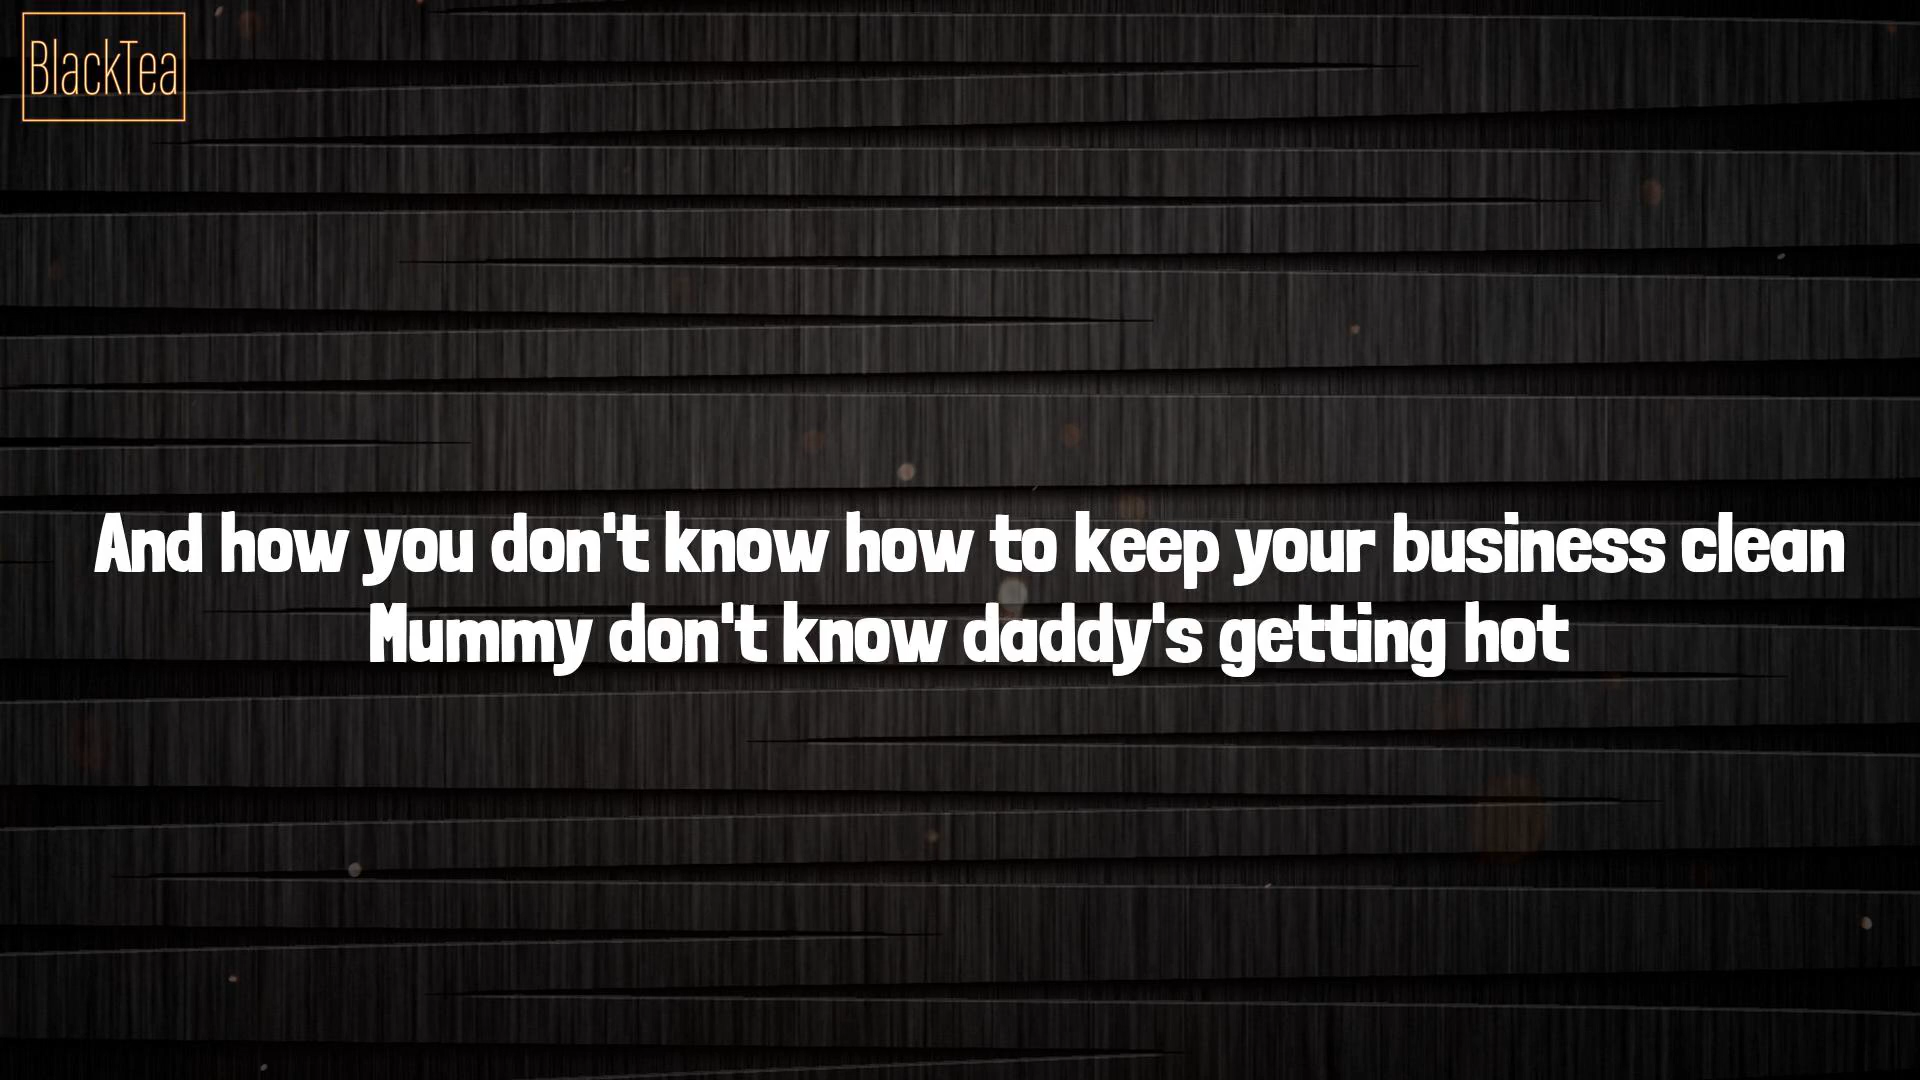 BlackTea
And how you don't know how to keep your business clean
Mummy don't know daddy's getting hot